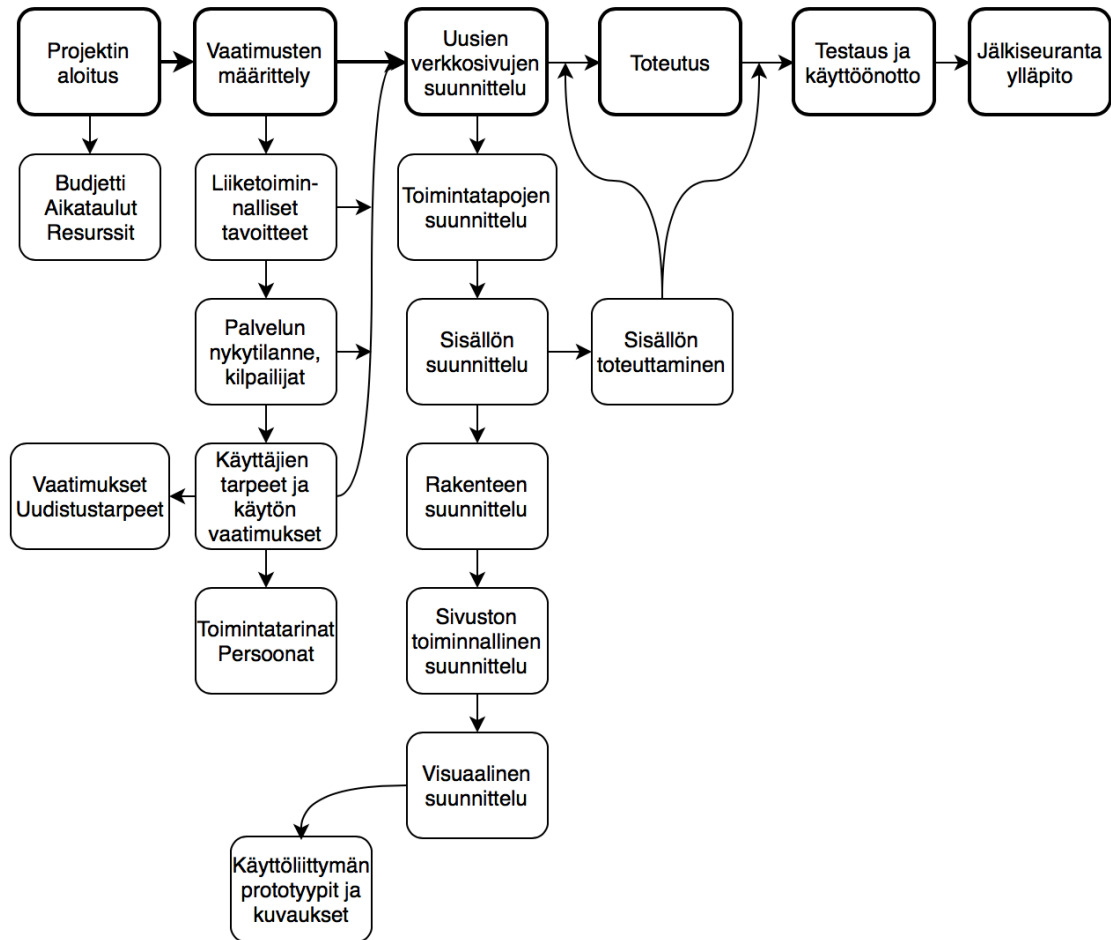 Projektin
aloitus
Vaatimusten
määrittely
Uusien
verkkosivujen
suunnittelu
Toteutus
Testaus ja
käyttöönotto
Jälkiseuranta
ylläpito
Budjetti
Aikataulut
Resurssit
Liiketoimin-
nalliset
tavoitteet
Toimintatapojen
suunnittelu
Palvelun
nykytilanne,
kilpailijat
Sisällön
suunnittelu
Sisällön
toteuttaminen
Vaatimukset
Uudistustarpeet
Käyttäjien
tarpeet ja
käytön
vaatimukset
Rakenteen
suunnittelu
Toimintatarinat
Persoonat
Sivuston
toiminnallinen
suunnittelu
Visuaalinen
suunnittelu
Käyttöliittymän
prototyypit ja
kuvaukset